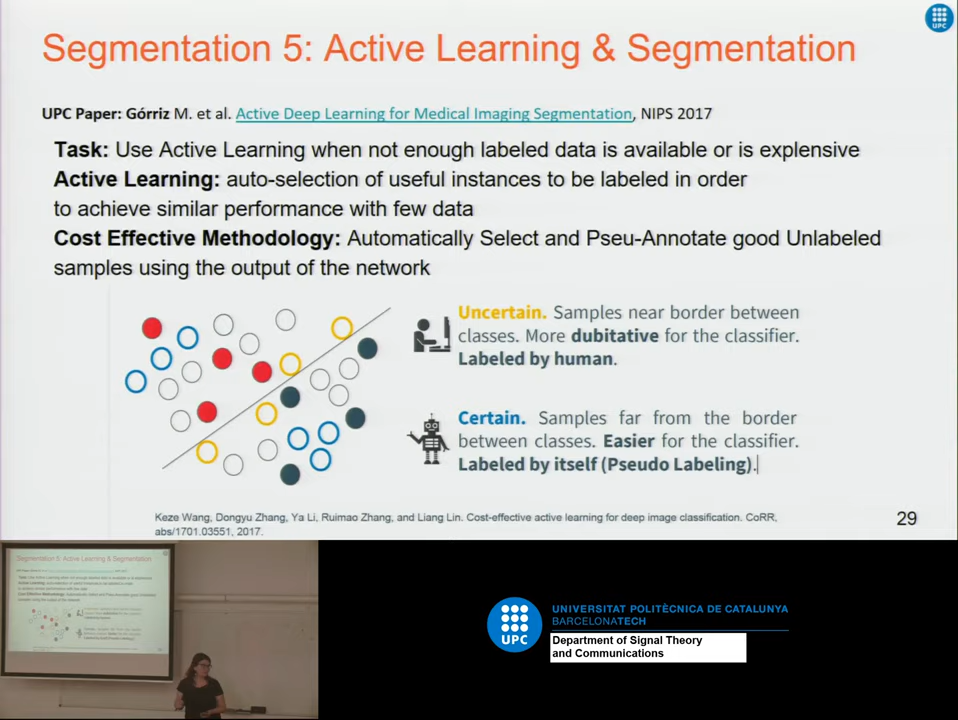 UPC
Segmentation 5: Active Learning & Segmentation
UPC Paper: Górriz M. et al. Active Deep Learning for Medical Imaging Segmentation, NIPS 2017
Task: Use Active Learning when not enough labeled data is available or is explensive
Active Learning: auto-selection of useful instances to be labeled in order
to achieve similar performance with few data
Cost Effective Methodology: Automatically Select and Pseu-Annotate good Unlabeled
samples using the output of the network
Uncertain. Samples near border between
classes. More dubitative for the classifier.
Labeled by human.
Certain. Samples far from the border
between classes. Easier for the classifier.
Labeled by itself (Pseudo Labeling).
Keze Wang, Dongyu Zhang, Ya Li, Ruimao Zhang, and Liang Lin. Cost-effective active learning for deep image classification. CoRR,
abs/1701.03551, 2017.
29
Segmentation 5: Active Learning & Segmentation
UPC
UNIVERSITAT POLITÈCNICA DE CATALUNYA
BARCELONATECH
Department of Signal Theory
and Communications